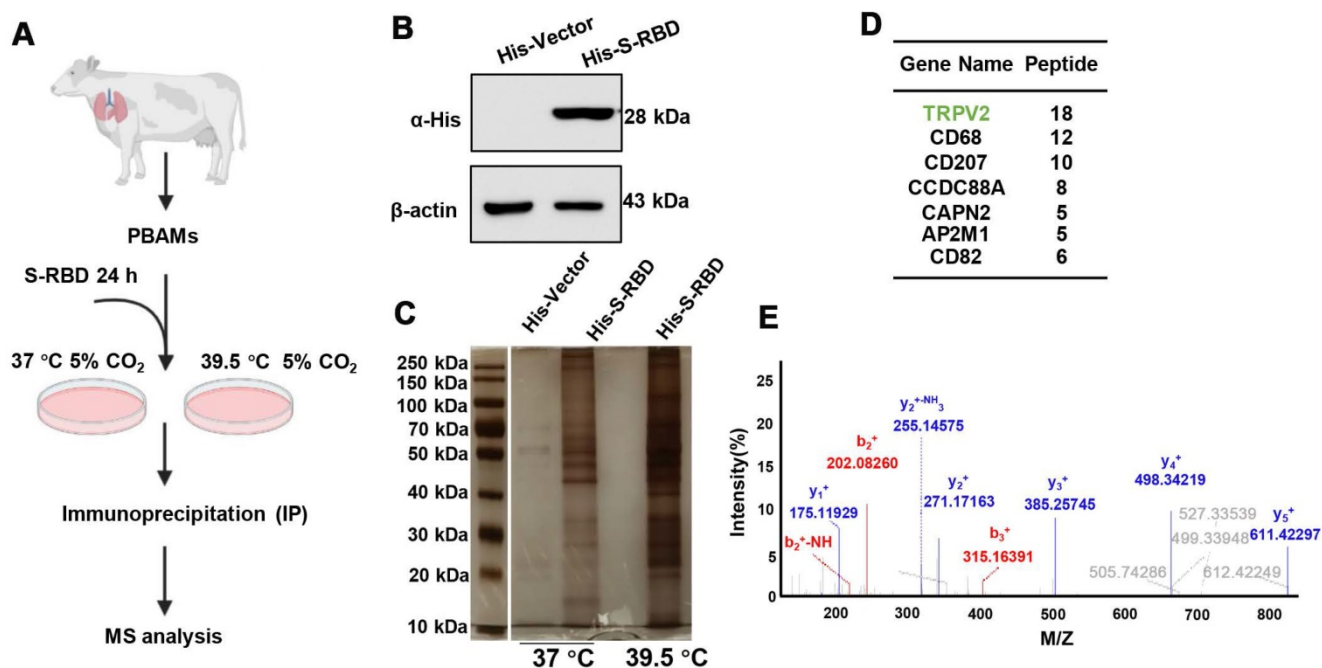 A
PBAMs
S-RBD 24 h
37 °C 5% CO₂ 39.5 °C 5% CO₂
Immunoprecipitation (IP)
MS analysis
B
His-Vector His-S-RBD
α-His 28 kDa
β-actin 43 kDa
C
His-Vector His-S-RBD His-S-RBD
250 kDa
150 kDa
100 kDa
70 kDa
50 kDa
40 kDa
30 kDa
20 kDa
10 kDa
37 °C 39.5 °C
D
Gene Name Peptide
TRPV2 18
CD68 12
CD207 10
CCDC88A 8
CAPN2 5
AP2M1 5
CD82 6
E
Intensity(%)
25
20
15
10
5
0
y₂⁺-NH₃
255.14575
b₂⁺
202.08260
y₁⁺
175.11929
b₂⁺-NH
y₂⁺
271.17163
b₃⁺
315.16391
y₃⁺
385.25745
y₄⁺
498.34219
527.33539
499.33948
505.74286
612.42249
y₅⁺
611.42297
200 300 400 500 600 700 800
M/Z